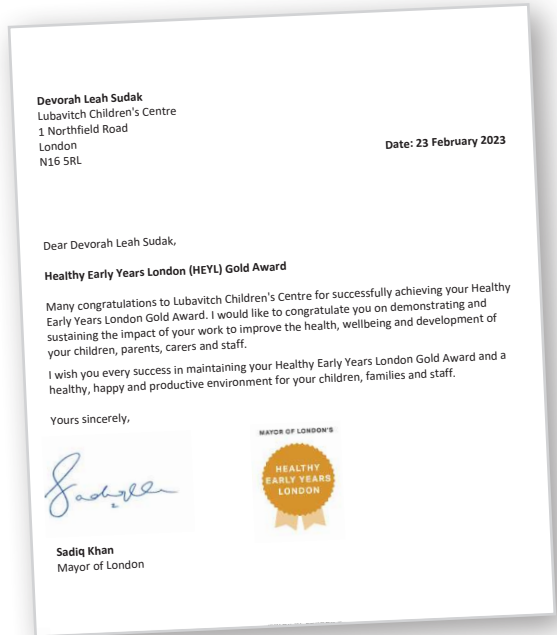 Devorah Leah Sudak
Lubavitch Children's Centre
1 Northfield Road
London
N16 5RL
Date: 23 February 2023
Dear Devorah Leah Sudak,
Healthy Early Years London (HEYL) Gold Award
Many congratulations to Lubavitch Children's Centre for successfully achieving your Healthy
Early Years London Gold Award. I would like to congratulate you on demonstrating and
sustaining the impact of your work to improve the health, wellbeing and development of
your children, parents, carers and staff.
I wish you every success in maintaining your Healthy Early Years London Gold Award and a
healthy, happy and productive environment for your children, families and staff.
Yours sincerely,
MAYOR OF LONDON'S
HEALTHY
EARLY YEARS
LONDON
Sadiq Khan
Mayor of London